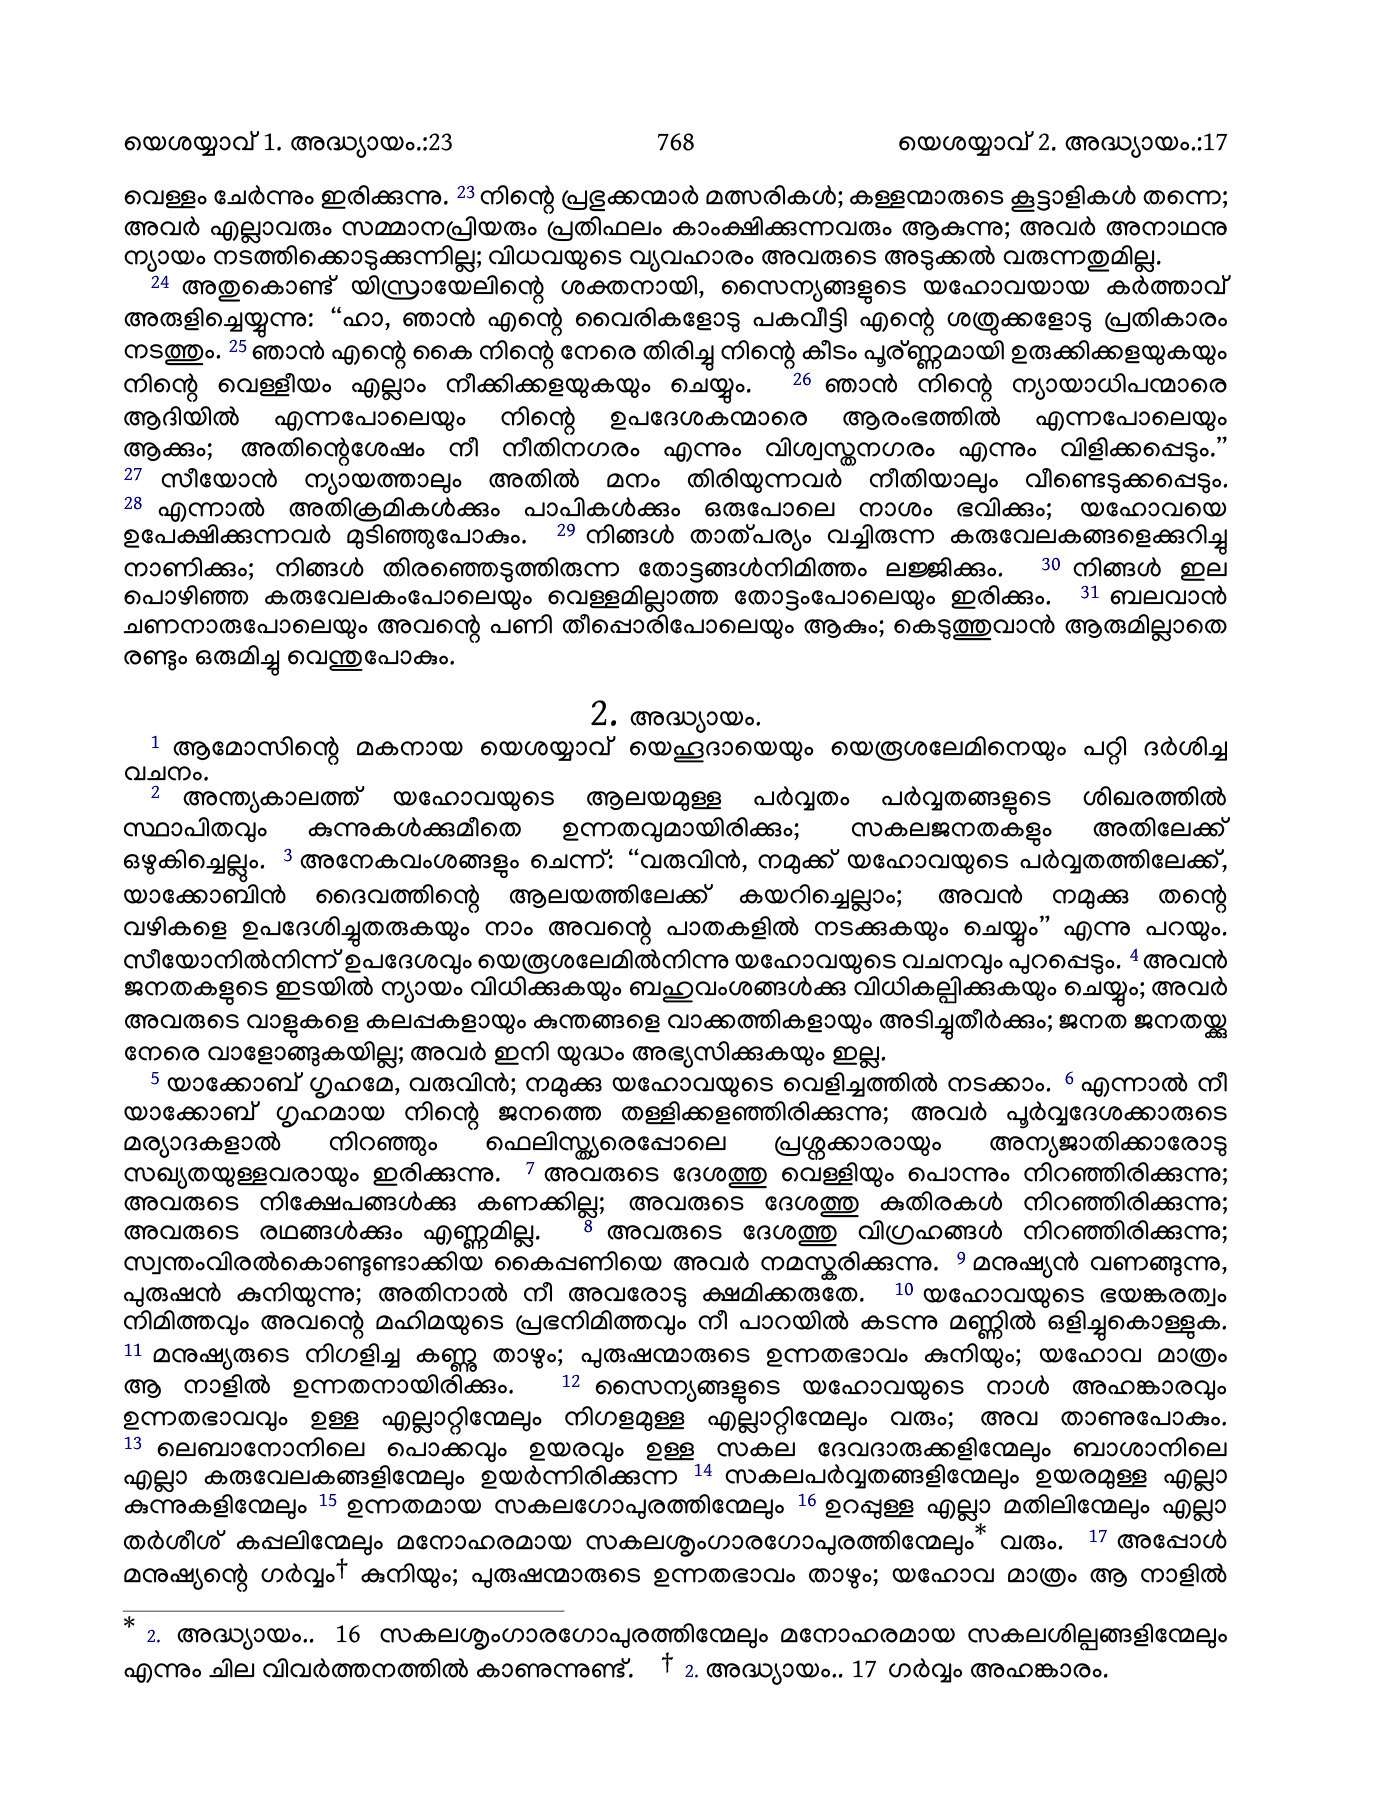 യെശയ്യാവ് 1. അദ്ധ്യായം.:23 768 യെശയ്യാവ് 2. അദ്ധ്യായം.:17
വെള്ളം ചേർന്നും ഇരിക്കുന്നു. 23 നിന്റെ പ്രഭുക്കന്മാർ മത്സരികൾ; കള്ളന്മാരുടെ കൂട്ടാളികൾ തന്നെ;
അവർ എല്ലാവരും സമ്മാനപ്രിയരും പ്രതിഫലം കാംക്ഷിക്കുന്നവരും ആകുന്നു; അവർ അനാഥനു
ന്യായം നടത്തിക്കൊടുക്കുന്നില്ല; വിധവയുടെ വ്യവഹാരം അവരുടെ അടുക്കൽ വരുന്നതുമില്ല.
24 അതുകൊണ്ട് യിസ്രായേലിന്റെ ശക്തനായി, സൈന്യങ്ങളുടെ യഹോവയായ കർത്താവ്
അരുളിച്ചെയ്യുന്നു: “ഹാ, ഞാൻ എന്റെ വൈരികളോടു പകവീട്ടി എന്റെ ശത്രുക്കളോടു പ്രതികാരം
നടത്തും. 25 ഞാൻ എന്റെ കൈ നിന്റെ നേരെ തിരിച്ചു നിന്റെ കീടം പൂര്ണ്ണമായി ഉരുക്കിക്കളയുകയും
നിന്റെ വെള്ളീയം എല്ലാം നീക്കിക്കളയുകയും ചെയ്യും. 26 ഞാൻ നിന്റെ ന്യായാധിപന്മാരെ
ആദിയിൽ എന്നപോലെയും നിന്റെ ഉപദേശകന്മാരെ ആരംഭത്തിൽ എന്നപോലെയും
ആക്കും; അതിന്റെശേഷം നീ നീതിനഗരം എന്നും വിശ്വസ്തനഗരം എന്നും വിളിക്കപ്പെടും.”
27 സീയോൻ ന്യായത്താലും അതിൽ മനം തിരിയുന്നവർ നീതിയാലും വീണ്ടെടുക്കപ്പെടും.
28 എന്നാൽ അതിക്രമികൾക്കും പാപികൾക്കും ഒരുപോലെ നാശം ഭവിക്കും; യഹോവയെ
ഉപേക്ഷിക്കുന്നവർ മുടിഞ്ഞുപോകും. 29 നിങ്ങൾ താത്പര്യം വച്ചിരുന്ന കരുവേലകങ്ങളെക്കുറിച്ചു
നാണിക്കും; നിങ്ങൾ തിരഞ്ഞെടുത്തിരുന്ന തോട്ടങ്ങൾനിമിത്തം ലജ്ജിക്കും. 30 നിങ്ങൾ ഇല
പൊഴിഞ്ഞ കരുവേലകംപോലെയും വെള്ളമില്ലാത്ത തോട്ടംപോലെയും ഇരിക്കും. 31 ബലവാൻ
ചണനാരുപോലെയും അവന്റെ പണി തീപ്പൊരിപോലെയും ആകും; കെടുത്തുവാൻ ആരുമില്ലാതെ
രണ്ടും ഒരുമിച്ചു വെന്തുപോകും.
2. അദ്ധ്യായം.
1 ആമോസിന്റെ മകനായ യെശയ്യാവ് യെഹൂദായെയും യെരൂശലേമിനെയും പറ്റി ദർശിച്ച
വചനം.
2 അന്ത്യകാലത്ത് യഹോവയുടെ ആലയമുള്ള പർവ്വതം പർവ്വതങ്ങളുടെ ശിഖരത്തിൽ
സ്ഥാപിതവും കുന്നുകൾക്കുമീതെ ഉന്നതവുമായിരിക്കും; സകലജനതകളും അതിലേക്ക്
ഒഴുകിച്ചെല്ലും. 3 അനേകവംശങ്ങളും ചെന്ന്: “വരുവിൻ, നമുക്ക് യഹോവയുടെ പർവ്വതത്തിലേക്ക്,
യാക്കോബിൻ ദൈവത്തിന്റെ ആലയത്തിലേക്ക് കയറിച്ചെല്ലാം; അവൻ നമുക്കു തന്റെ
വഴികളെ ഉപദേശിച്ചുതരുകയും നാം അവന്റെ പാതകളിൽ നടക്കുകയും ചെയ്യും” എന്നു പറയും.
സീയോനിൽനിന്ന് ഉപദേശവും യെരൂശലേമിൽനിന്നു യഹോവയുടെ വചനവും പുറപ്പെടും. 4 അവൻ
ജനതകളുടെ ഇടയിൽ ന്യായം വിധിക്കുകയും ബഹുവംശങ്ങൾക്കു വിധികല്പിക്കുകയും ചെയ്യും; അവർ
അവരുടെ വാളുകളെ കലപ്പകളായും കുന്തങ്ങളെ വാക്കത്തികളായും അടിച്ചുതീർക്കും; ജനത ജനതയ്ക്കു
നേരെ വാളോങ്ങുകയില്ല; അവർ ഇനി യുദ്ധം അഭ്യസിക്കുകയും ഇല്ല.
5 യാക്കോബ് ഗൃഹമേ, വരുവിൻ; നമുക്കു യഹോവയുടെ വെളിച്ചത്തിൽ നടക്കാം. 6 എന്നാൽ നീ
യാക്കോബ് ഗൃഹമായ നിന്റെ ജനത്തെ തള്ളിക്കളഞ്ഞിരിക്കുന്നു; അവർ പൂർവ്വദേശക്കാരുടെ
മര്യാദകളാൽ നിറഞ്ഞും ഫെലിസ്ത്യരെപ്പോലെ പ്രശ്നക്കാരായും അന്യജാതിക്കാരോടു
സഖ്യതയുള്ളവരായും ഇരിക്കുന്നു. 7 അവരുടെ ദേശത്തു വെള്ളിയും പൊന്നും നിറഞ്ഞിരിക്കുന്നു;
അവരുടെ നിക്ഷേപങ്ങൾക്കു കണക്കില്ല; അവരുടെ ദേശത്തു കുതിരകൾ നിറഞ്ഞിരിക്കുന്നു;
അവരുടെ രഥങ്ങൾക്കും എണ്ണമില്ല. 8 അവരുടെ ദേശത്തു വിഗ്രഹങ്ങൾ നിറഞ്ഞിരിക്കുന്നു;
സ്വന്തംവിരൽകൊണ്ടുണ്ടാക്കിയ കൈപ്പണിയെ അവർ നമസ്കരിക്കുന്നു. 9 മനുഷ്യൻ വണങ്ങുന്നു,
പുരുഷൻ കുനിയുന്നു; അതിനാൽ നീ അവരോടു ക്ഷമിക്കരുതേ. 10 യഹോവയുടെ ഭയങ്കരത്വം
നിമിത്തവും അവന്റെ മഹിമയുടെ പ്രഭനിമിത്തവും നീ പാറയിൽ കടന്നു മണ്ണിൽ ഒളിച്ചുകൊള്ളുക.
11 മനുഷ്യരുടെ നിഗളിച്ച കണ്ണു താഴും; പുരുഷന്മാരുടെ ഉന്നതഭാവം കുനിയും; യഹോവ മാത്രം
ആ നാളിൽ ഉന്നതനായിരിക്കും. 12 സൈന്യങ്ങളുടെ യഹോവയുടെ നാൾ അഹങ്കാരവും
ഉന്നതഭാവവും ഉള്ള എല്ലാറ്റിന്മേലും നിഗളമുള്ള എല്ലാറ്റിന്മേലും വരും; അവ താണുപോകും.
13 ലെബാനോനിലെ പൊക്കവും ഉയരവും ഉള്ള സകല ദേവദാരുക്കളിന്മേലും ബാശാനിലെ
എല്ലാ കരുവേലകങ്ങളിന്മേലും ഉയർന്നിരിക്കുന്ന 14 സകലപർവ്വതങ്ങളിന്മേലും ഉയരമുള്ള എല്ലാ
കുന്നുകളിന്മേലും 15 ഉന്നതമായ സകലഗോപുരത്തിന്മേലും 16 ഉറപ്പുള്ള എല്ലാ മതിലിന്മേലും എല്ലാ
തർശീശ് കപ്പലിന്മേലും മനോഹരമായ സകലശൃംഗാരഗോപുരത്തിന്മേലും* വരും. 17 അപ്പോൾ
മനുഷ്യന്റെ ഗർവ്വം† കുനിയും; പുരുഷന്മാരുടെ ഉന്നതഭാവം താഴും; യഹോവ മാത്രം ആ നാളിൽ
* 2. അദ്ധ്യായം.. 16 സകലശൃംഗാരഗോപുരത്തിന്മേലും മനോഹരമായ സകലശില്പങ്ങളിന്മേലും
എന്നും ചില വിവർത്തനത്തിൽ കാണുന്നുണ്ട്. † 2. അദ്ധ്യായം.. 17 ഗർവ്വം അഹങ്കാരം.